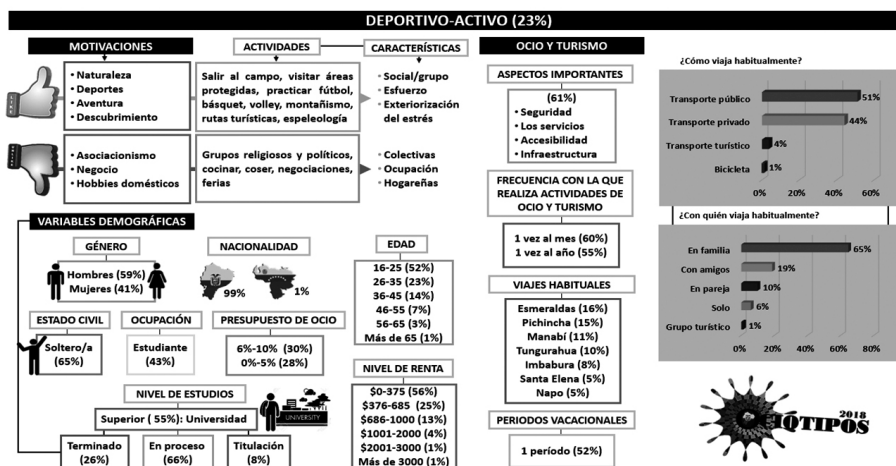 DEPORTIVO-ACTIVO (23%)
MOTIVACIONES
• Naturaleza
• Deportes
• Aventura
• Descubrimiento
ACTIVIDADES
Salir al campo, visitar áreas
protegidas, practicar fútbol,
básquet, volley, montañismo,
rutas turísticas, espeleología
CARACTERÍSTICAS
• Social/grupo
• Esfuerzo
• Exteriorización
del estrés
• Asociacionismo
• Negocio
• Hobbies domésticos
Grupos religiosos y políticos,
cocinar, coser, negociaciones,
ferias
• Colectivas
• Ocupación
• Hogareñas
VARIABLES DEMOGRÁFICAS
GÉNERO
Hombres (59%)
Mujeres (41%)
NACIONALIDAD
99%
1%
EDAD
16-25 (52%)
26-35 (23%)
36-45 (14%)
46-55 (7%)
56-65 (3%)
Más de 65 (1%)
ESTADO CIVIL
Soltero/a
(65%)
OCUPACIÓN
Estudiante
(43%)
PRESUPUESTO DE OCIO
6%-10% (30%)
0%-5% (28%)
NIVEL DE ESTUDIOS
Superior ( 55%): Universidad
UNIVERSITY
Terminado
(26%)
En proceso
(66%)
Titulación
(8%)
NIVEL DE RENTA
$0-375 (56%)
$376-685 (25%)
$686-1000 (13%)
$1001-2000 (4%)
$2001-3000 (1%)
Más de 3000 (1%)
OCIO Y TURISMO
ASPECTOS IMPORTANTES
(61%)
• Seguridad
• Los servicios
• Accesibilidad
• Infraestructura
FRECUENCIA CON LA QUE
REALIZA ACTIVIDADES DE
OCIO Y TURISMO
1 vez al mes (60%)
1 vez al año (55%)
VIAJES HABITUALES
Esmeraldas (16%)
Pichincha (15%)
Manabí (11%)
Tungurahua (10%)
Imbabura (8%)
Santa Elena (5%)
Napo (5%)
PERIODOS VACACIONALES
1 período (52%)
¿Cómo viaja habitualmente?
Transporte público 51%
Transporte privado 44%
Transporte turístico 4%
Bicicleta 1%
0% 20% 40% 60%
¿Con quién viaja habitualmente?
En familia 65%
Con amigos 19%
En pareja 10%
Solo 6%
Grupo turístico 1%
0% 20% 40% 60% 80%
2018
IOTIPOS